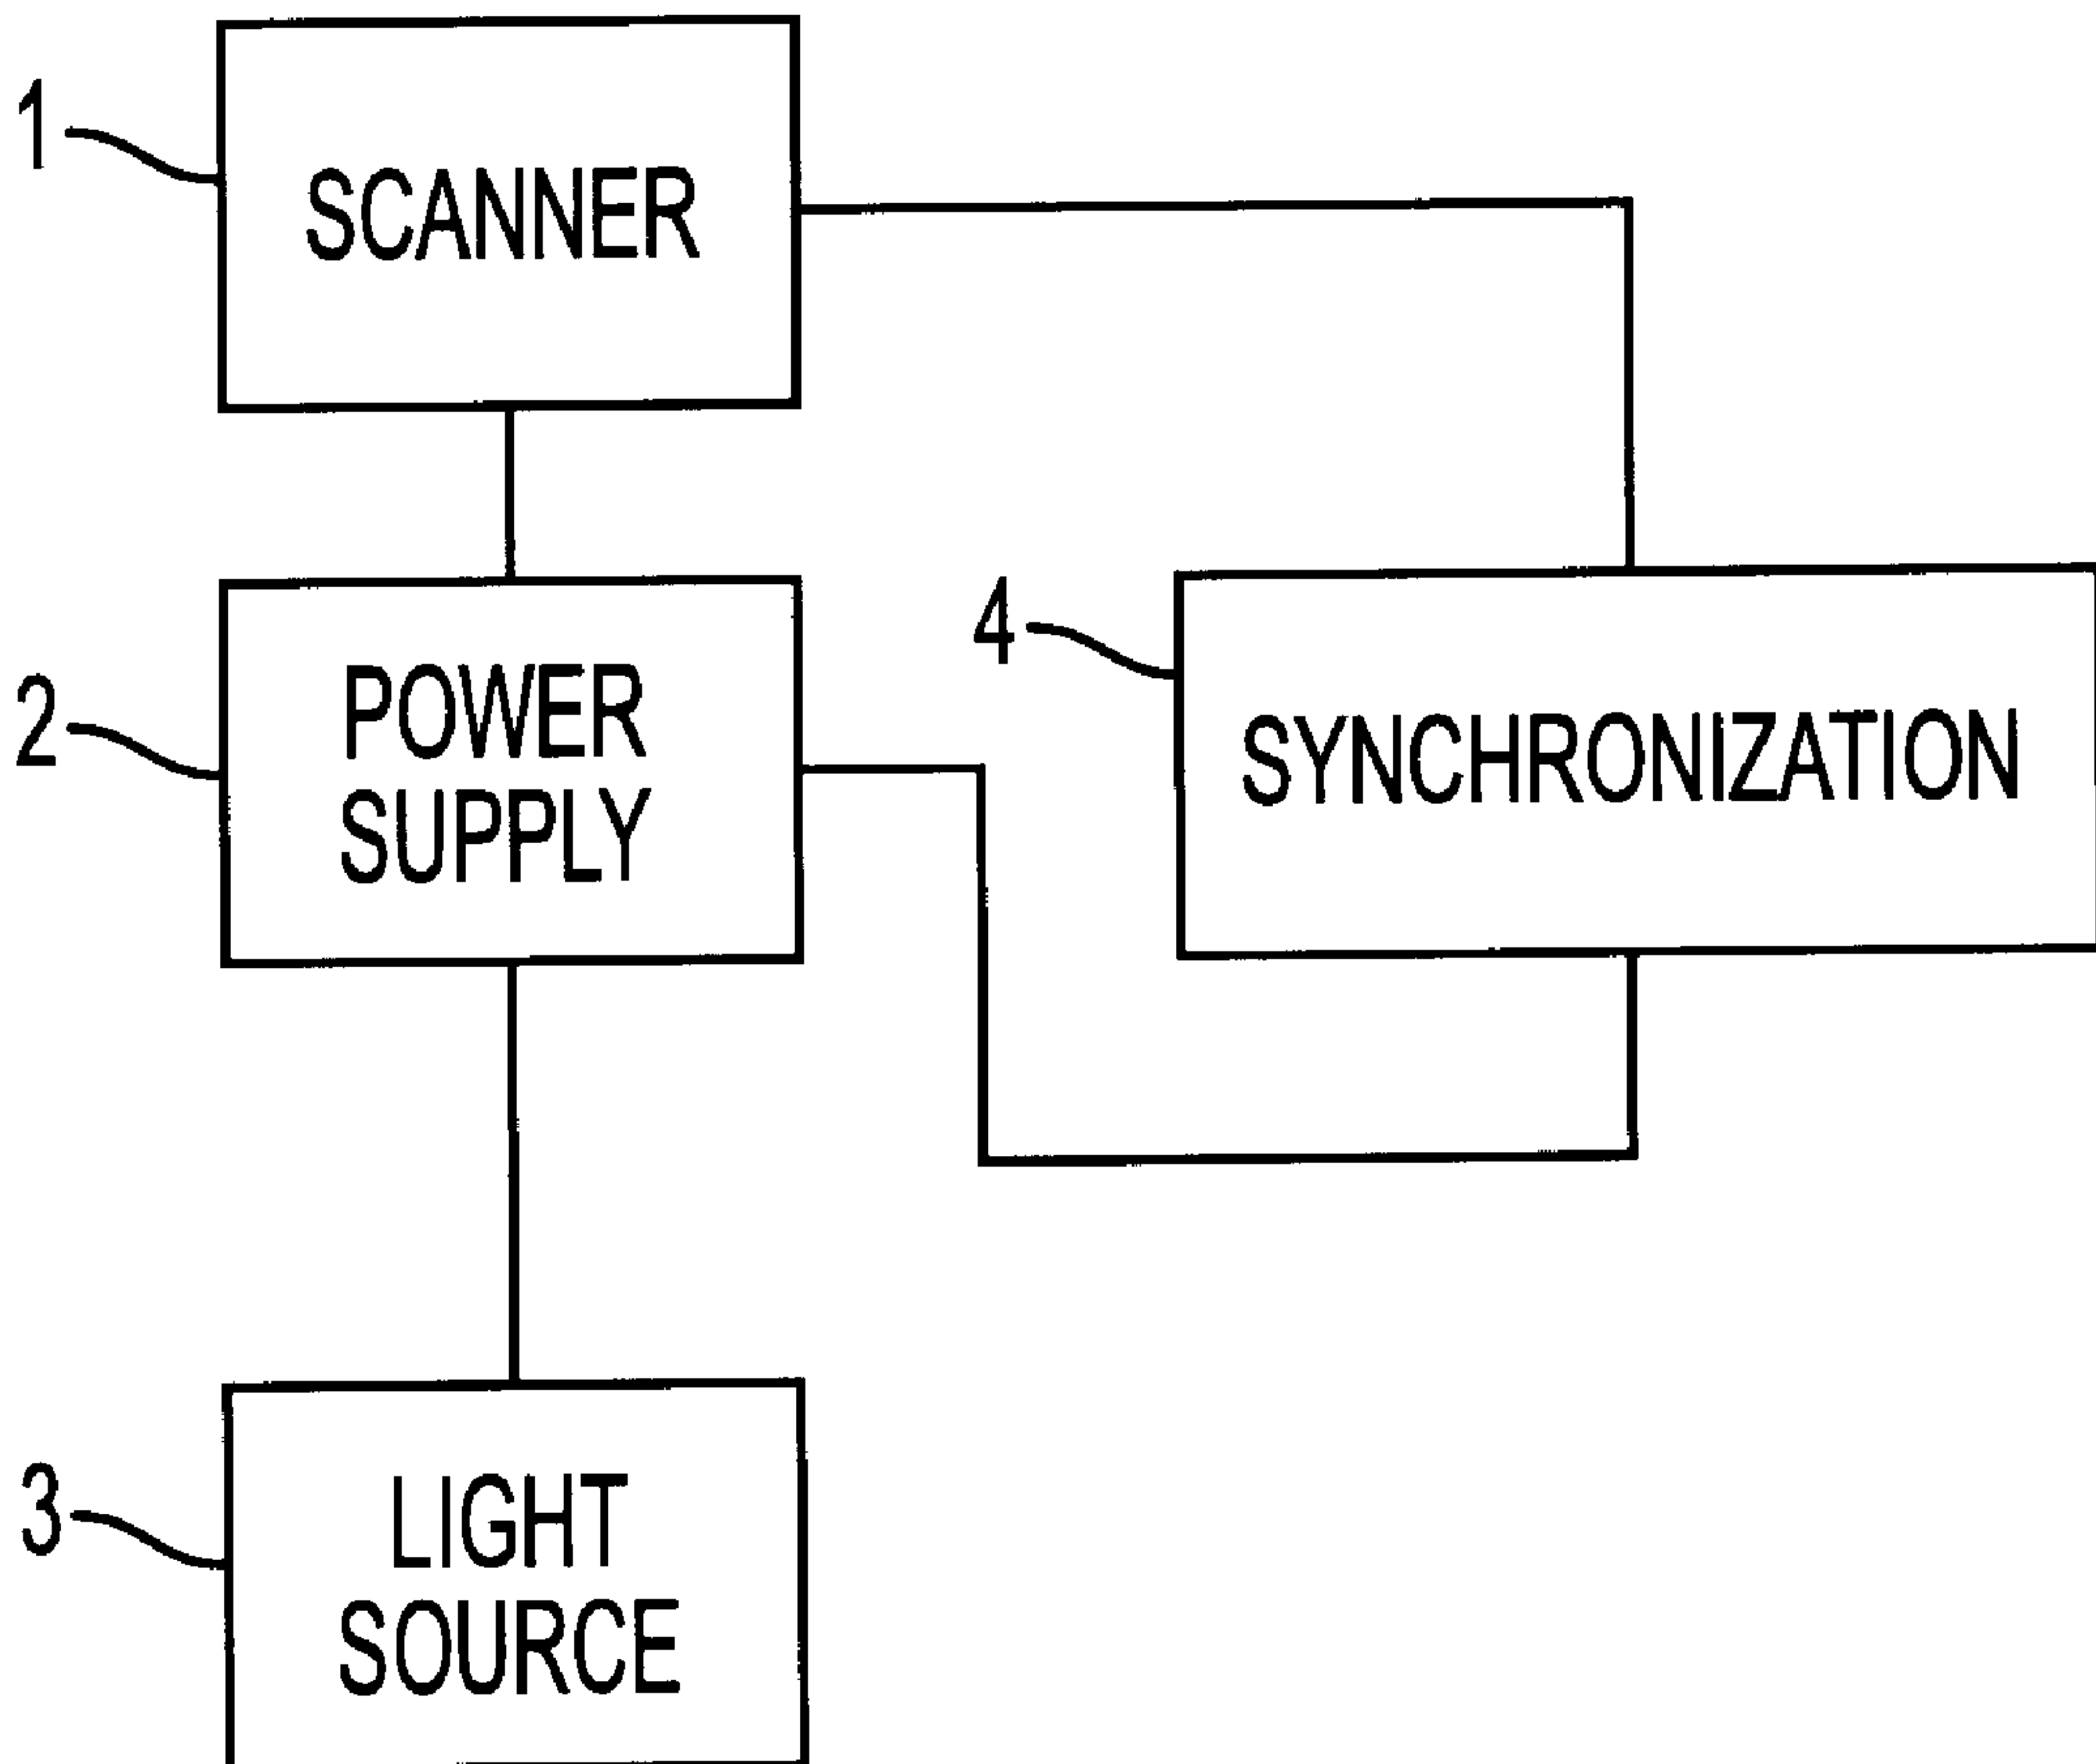 1
SCANNER
2
POWER
SUPPLY
4
SYNCHRONIZATION
3
LIGHT
SOURCE